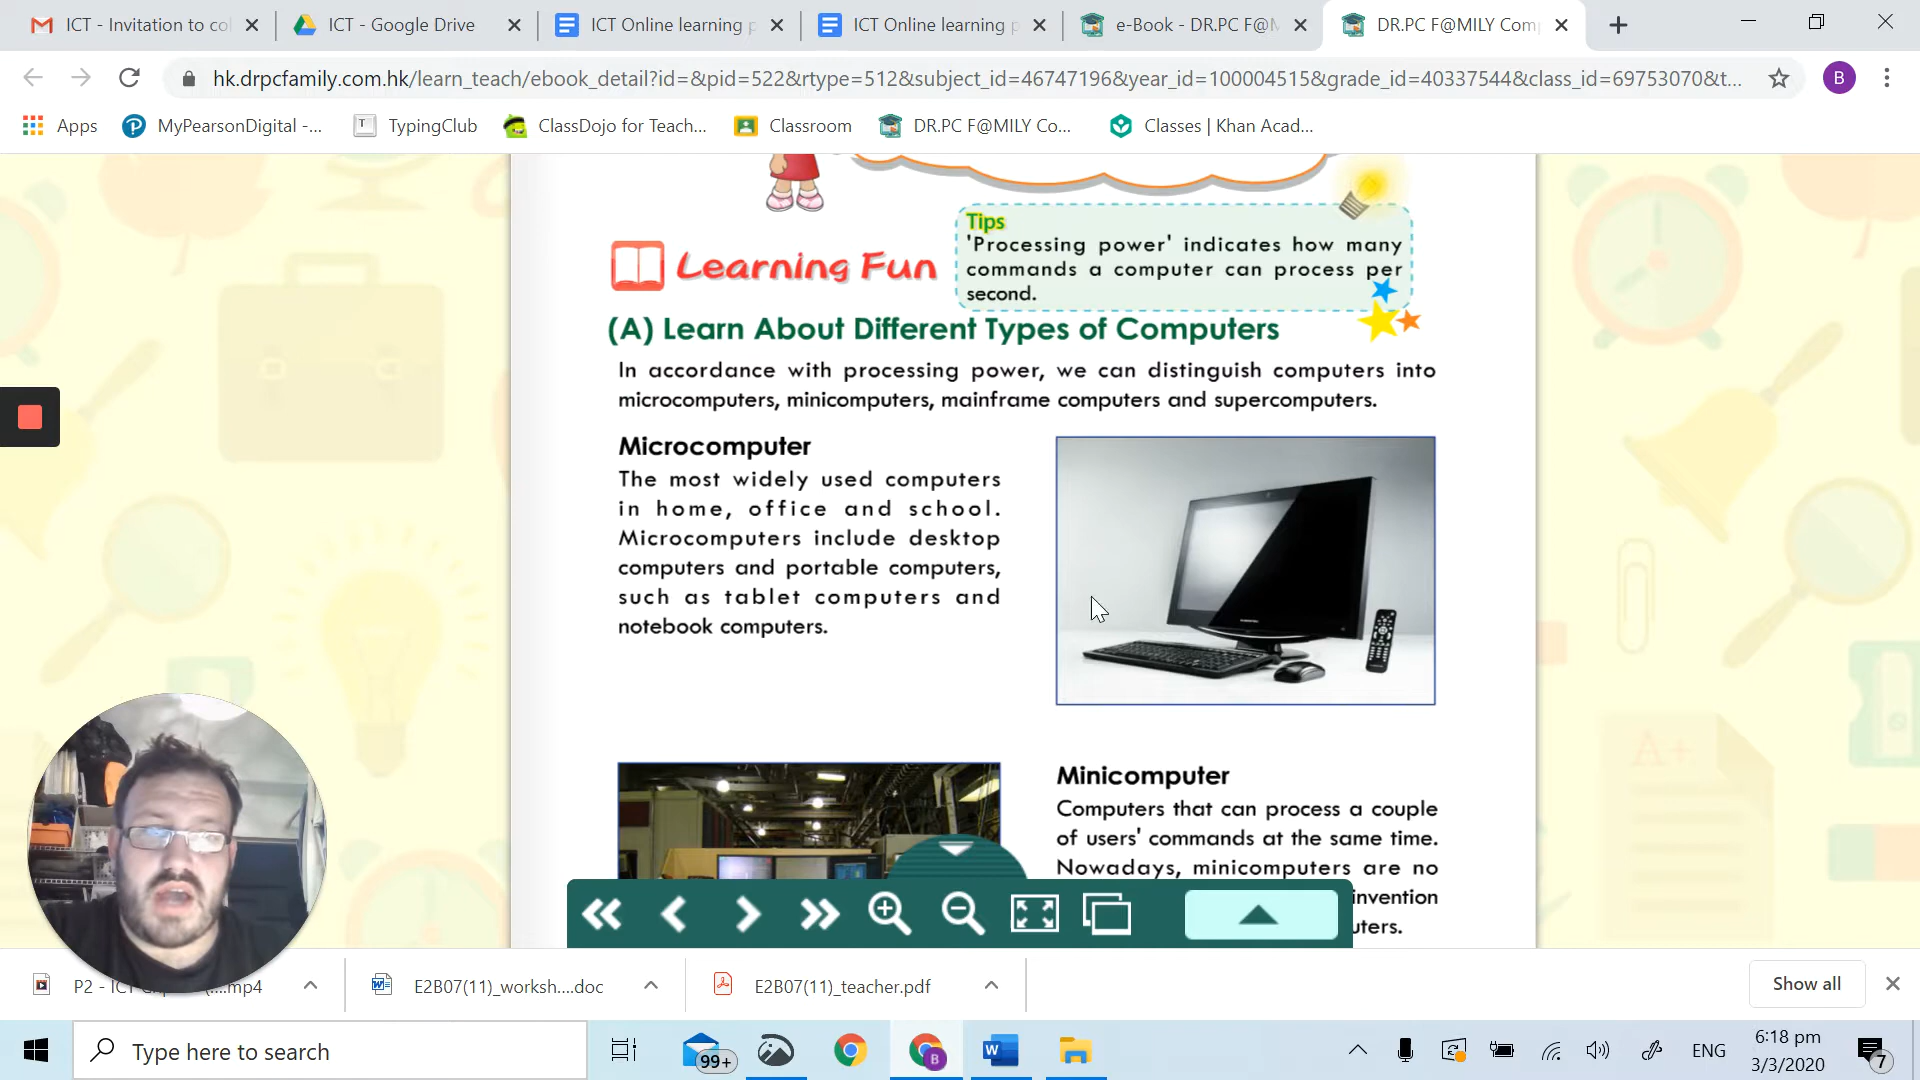 ICT - Invitation to co
ICT - Google Drive
ICT Online learning p
ICT Online learning p
e-Book - DR.PC F@M
DR.PC F@MILY Com
hk.drpcfamily.com.hk/learn_teach/ebook_detail?id=&pid=522&rtype=512&subject_id=46747196&year_id=100004515&grade_id=40337544&class_id=69753070&t...
B
Apps
MyPearsonDigital -...
TypingClub
ClassDojo for Teach...
Classroom
DR.PC F@MILY Co...
Classes | Khan Acad...
Tips
'Processing power' indicates how many
commands a computer can process per
second.
Learning Fun
(A) Learn About Different Types of Computers
In accordance with processing power, we can distinguish computers into
microcomputers, minicomputers, mainframe computers and supercomputers.
Microcomputer
The most widely used computers
in home, office and school.
Microcomputers include desktop
computers and portable computers,
such as tablet computers and
notebook computers.
Minicomputer
Computers that can process a couple
of users' commands at the same time.
Nowadays, minicomputers are no
invention
uters.
A+
P2 - ICT
mp4
E2B07(11)_worksh....doc
E2B07(11)_teacher.pdf
Show all
Type here to search
99+
B
W
ENG
6:18 pm
3/3/2020
7